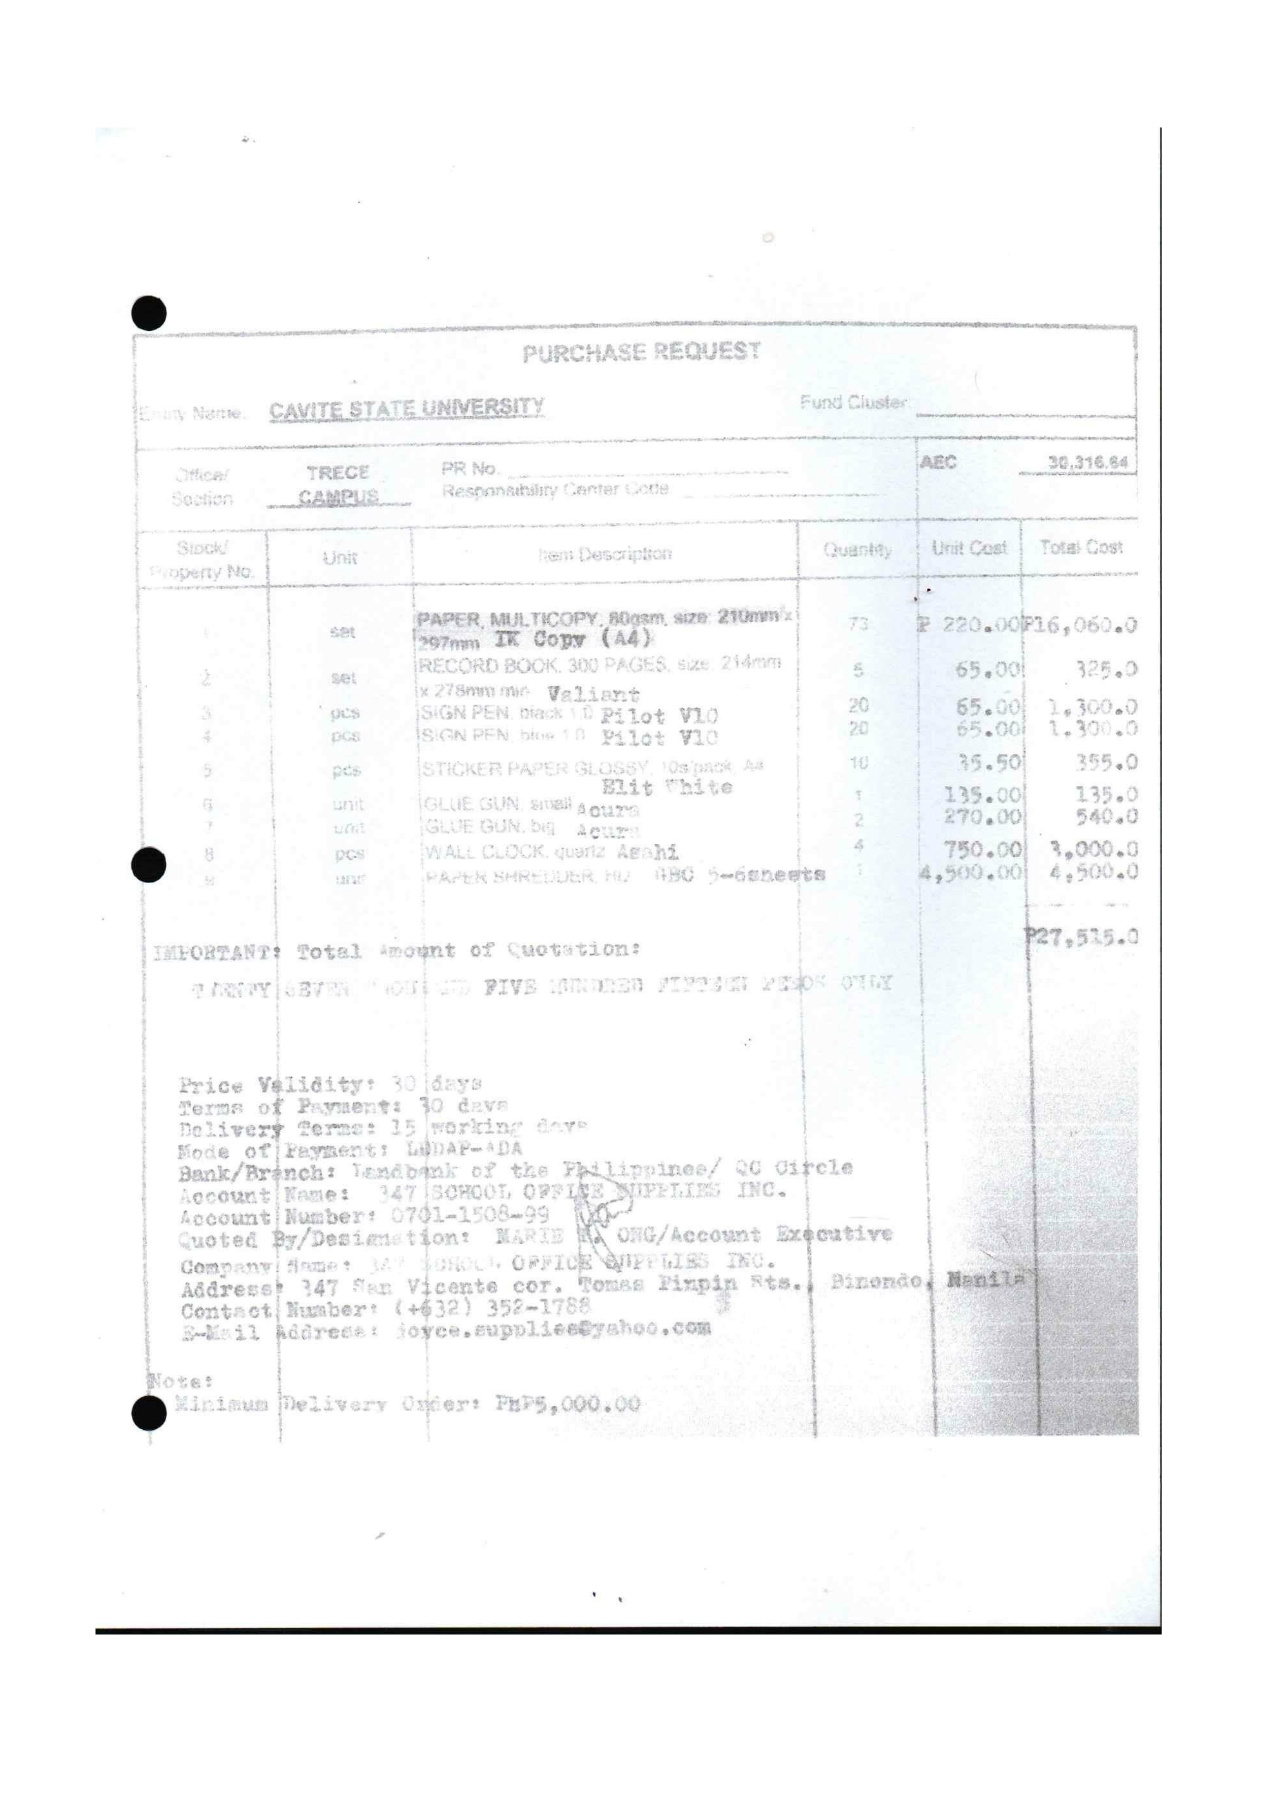 PURCHASE REQUEST
Entity Name: CAVITE STATE UNIVERSITY Fund Cluster
Office/ Section TRECE CAMPUS PR No. AEC 30,316.64
Responsibility Center Code
Stock/ Property No. Unit Item Description Quantity Unit Cost Total Cost
1 set PAPER, MULTICOPY, 80gsm, size: 210mm x 73 ₱ 220.00 ₱16,060.0
297mm IK Copy (A4)
2 set RECORD BOOK, 300 PAGES, size 214mm 5 65.00 325.0
x 278mm min Valiant
3 pcs SIGN PEN, black 1.0 Pilot V10 20 65.00 1,300.0
4 pcs SIGN PEN, blue 1.0 Pilot V10 20 65.00 1.300.0
5 pcs STICKER PAPER GLOSSY, 10s/pack, A4 10 35.50 355.0
Elit White
6 unit GLUE GUN, small Acura 1 135.00 135.0
7 unit GLUE GUN, big Acura 2 270.00 540.0
8 pcs WALL CLOCK, quartz Asahi 4 750.00 3,000.0
9 unit PAPER SHREDDER, HD GBC 5-6sheets 1 4,500.00 4,500.0
IMPORTANT: Total Amount of Quotation: ₱27,515.0
TWENTY SEVEN THOUSAND FIVE HUNDRED FIFTEEN PESOS ONLY
Price Validity: 30 days
Terms of Payment: 30 days
Delivery Terms: 15 working days
Mode of Payment: LDDAP-ADA
Bank/Branch: Landbank of the Philippines/ QC Circle
Account Name: 347 SCHOOL OFFICE SUPPLIES INC.
Account Number: 0701-1508-99
Quoted By/Designation: MARIE ONG/Account Executive
Company Name: 347 SCHOOL OFFICE SUPPLIES INC.
Address: 347 San Vicente cor. Tomas Pinpin Sts., Binondo, Manila
Contact Number: (+632) 352-1788
E-Mail Address: joyce.supplies@yahoo.com
Note:
Minimum Delivery Order: PHP5,000.00